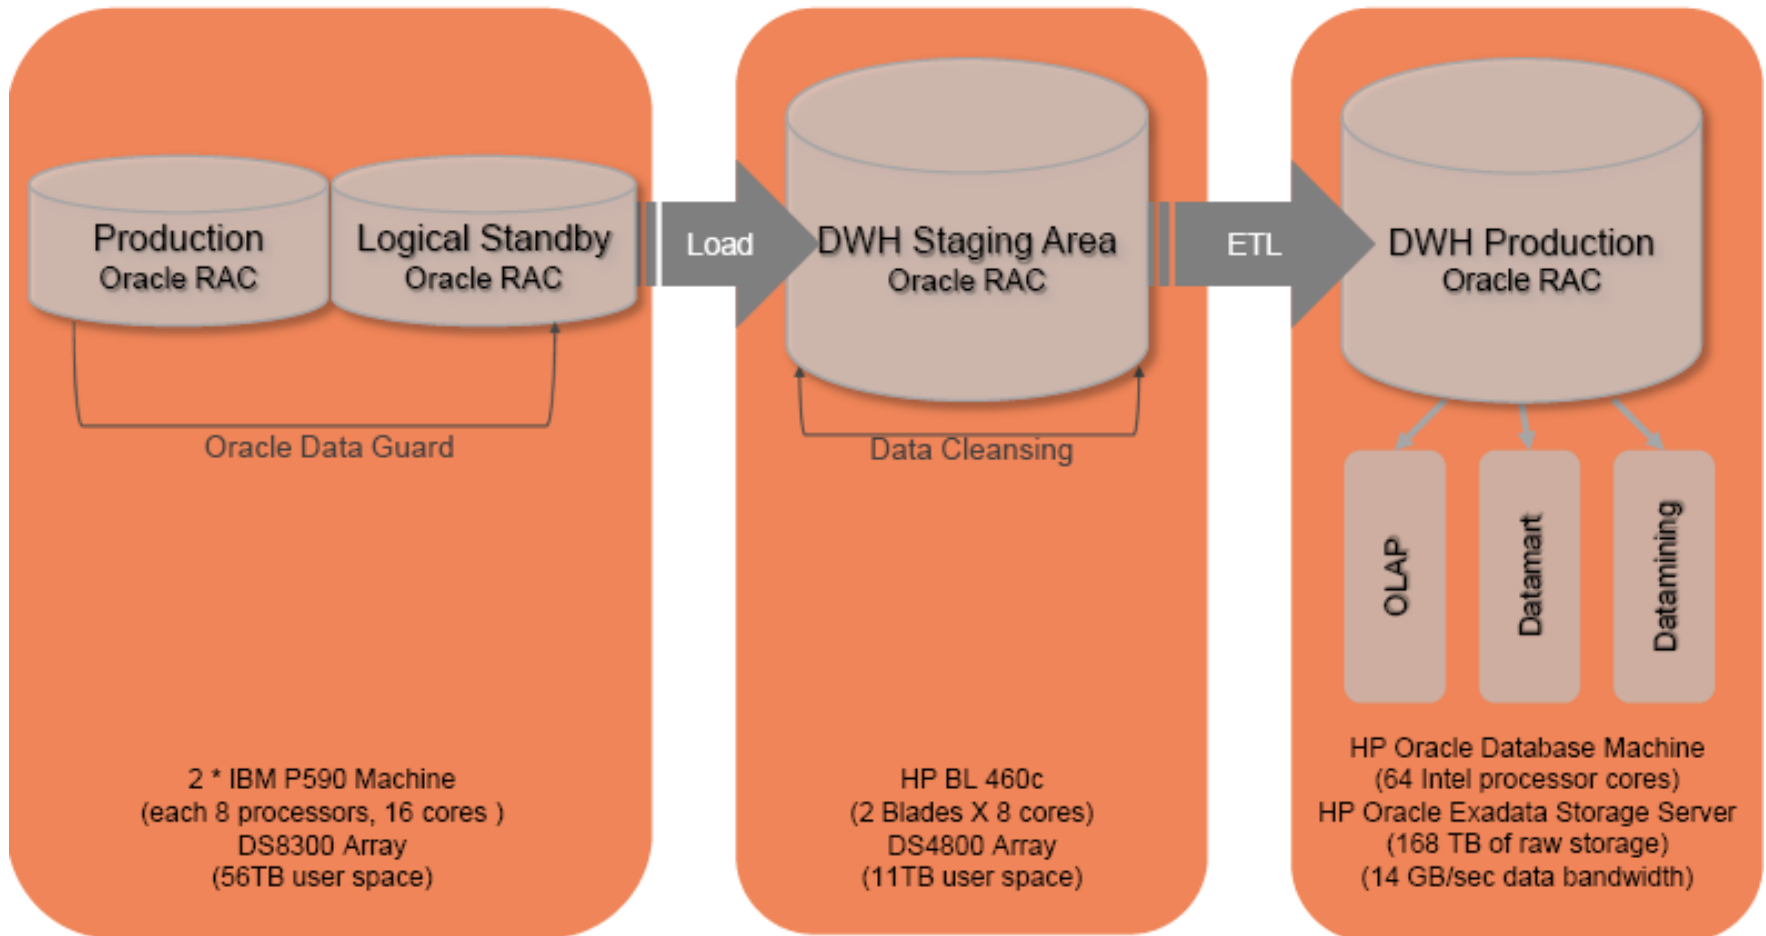 Production
Oracle RAC
Logical Standby
Oracle RAC
Oracle Data Guard
2 * IBM P590 Machine
(each 8 processors, 16 cores )
DS8300 Array
(56TB user space)
Load
DWH Staging Area
Oracle RAC
Data Cleansing
HP BL 460c
(2 Blades X 8 cores)
DS4800 Array
(11TB user space)
ETL
DWH Production
Oracle RAC
OLAP
Datamart
Datamining
HP Oracle Database Machine
(64 Intel processor cores)
HP Oracle Exadata Storage Server
(168 TB of raw storage)
(14 GB/sec data bandwidth)